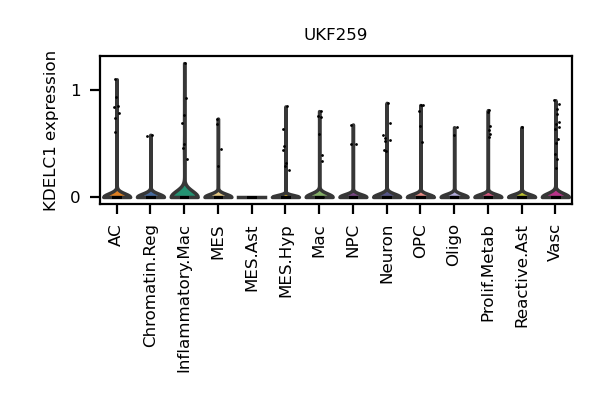 UKF259
KDELC1 expression
1
0
AC
Chromatin.Reg
Inflammatory.Mac
MES
MES.Ast
MES.Hyp
Mac
NPC
Neuron
OPC
Oligo
Prolif.Metab
Reactive.Ast
Vasc